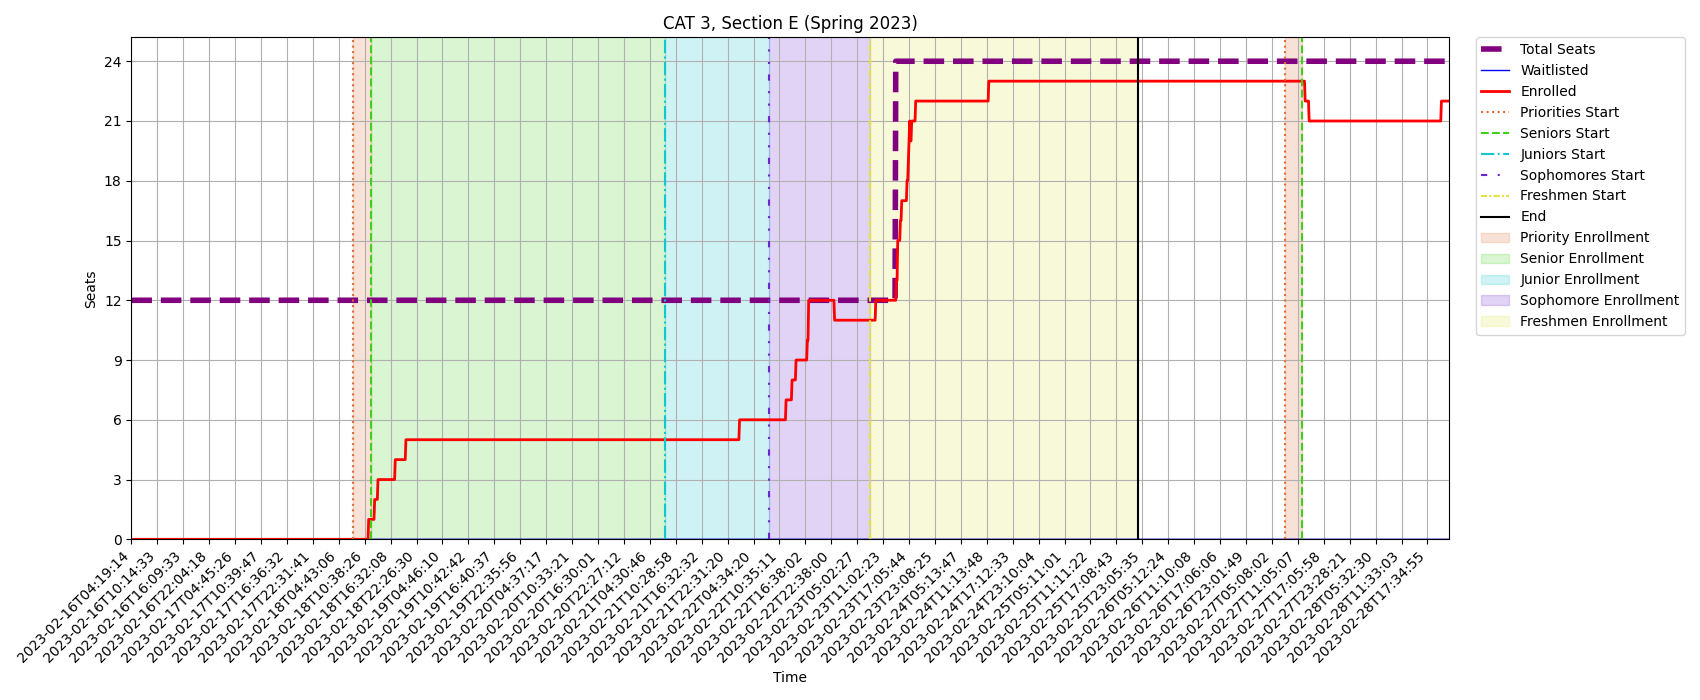 CAT 3, Section E (Spring 2023)
Seats
24
21
18
15
12
9
6
3
0
2023-02-16T04:19:14
2023-02-16T10:14:33
2023-02-16T16:09:33
2023-02-16T22:04:18
2023-02-17T04:45:26
2023-02-17T10:39:47
2023-02-17T16:36:32
2023-02-17T22:31:41
2023-02-18T04:43:06
2023-02-18T10:38:26
2023-02-18T16:32:08
2023-02-18T22:26:30
2023-02-19T04:46:10
2023-02-19T10:42:42
2023-02-19T16:40:37
2023-02-19T22:35:56
2023-02-20T04:37:17
2023-02-20T10:33:21
2023-02-20T16:30:01
2023-02-20T22:27:12
2023-02-21T04:30:46
2023-02-21T10:28:58
2023-02-21T16:32:32
2023-02-21T22:31:20
2023-02-22T04:34:20
2023-02-22T10:35:11
2023-02-22T16:38:02
2023-02-22T22:38:00
2023-02-23T05:02:27
2023-02-23T11:02:23
2023-02-23T17:05:44
2023-02-23T23:08:25
2023-02-24T05:13:47
2023-02-24T11:13:48
2023-02-24T17:12:33
2023-02-24T23:10:04
2023-02-25T05:11:01
2023-02-25T11:11:22
2023-02-25T17:08:43
2023-02-25T23:05:35
2023-02-26T05:12:24
2023-02-26T11:10:08
2023-02-26T17:06:06
2023-02-26T23:01:49
2023-02-27T05:08:02
2023-02-27T11:05:07
2023-02-27T17:05:58
2023-02-27T23:28:21
2023-02-28T05:32:30
2023-02-28T11:33:03
2023-02-28T17:34:55
Time
Total Seats
Waitlisted
Enrolled
Priorities Start
Seniors Start
Juniors Start
Sophomores Start
Freshmen Start
End
Priority Enrollment
Senior Enrollment
Junior Enrollment
Sophomore Enrollment
Freshmen Enrollment